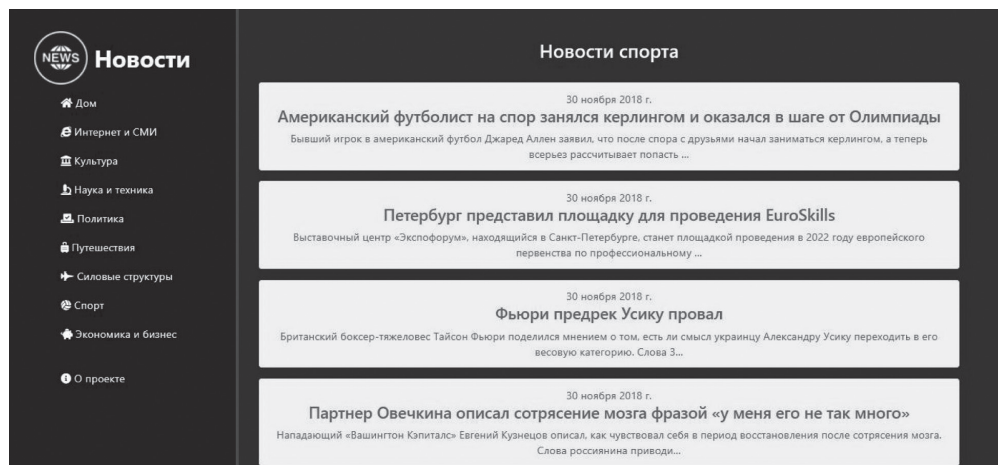 NEWS
Новости
Дом
Интернет и СМИ
Культура
Наука и техника
Политика
Путешествия
Силовые структуры
Спорт
Экономика и бизнес
О проекте
Новости спорта
30 ноября 2018 г.
Американский футболист на спор занялся керлингом и оказался в шаге от Олимпиады
Бывший игрок в американский футбол Джаред Аллен заявил, что после спора с друзьями начал заниматься керлингом, а теперь
всерьез рассчитывает попасть ...
30 ноября 2018 г.
Петербург представил площадку для проведения EuroSkills
Выставочный центр «Экспофорум», находящийся в Санкт-Петербурге, станет площадкой проведения в 2022 году европейского
первенства по профессиональному ...
30 ноября 2018 г.
Фьюри предрек Усику провал
Британский боксер-тяжеловес Тайсон Фьюри поделился мнением о том, есть ли смысл украинцу Александру Усику переходить в его
весовую категорию. Слова 3...
30 ноября 2018 г.
Партнер Овечкина описал сотрясение мозга фразой «у меня его не так много»
Нападающий «Вашингтон Кэпиталс» Евгений Кузнецов описал, как чувствовал себя в период восстановления после сотрясения мозга.
Слова россиянина приводи...